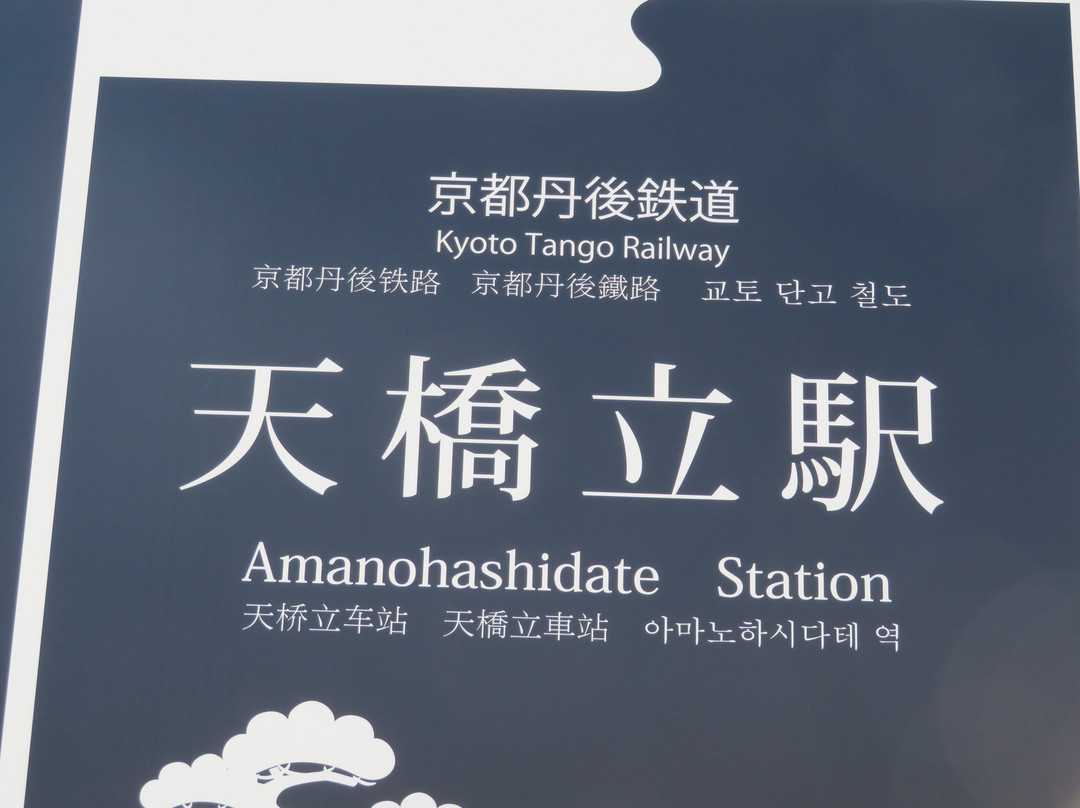 京都丹後鉄道
Kyoto Tango Railway
京都丹後铁路 京都丹後鐵路 교토 단고 철도
天橋立駅
Amanohashidate Station
天桥立车站 天橋立車站 아마노하시다테 역